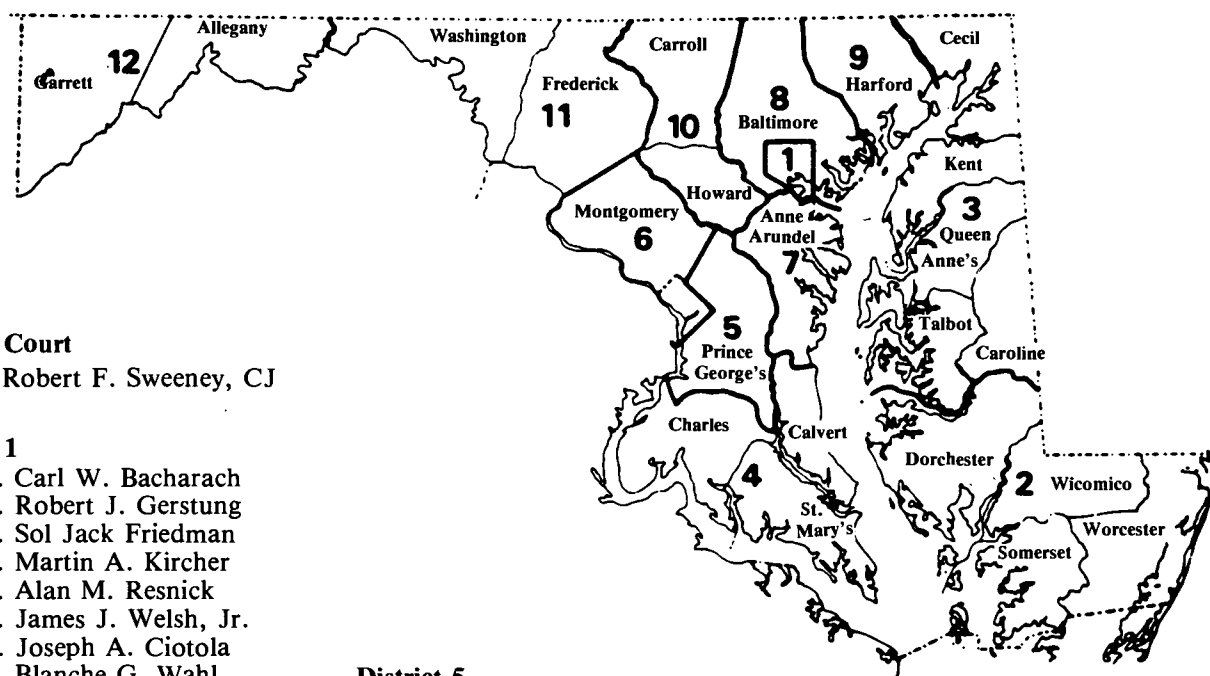 Allegany
Washington
Carroll
Cecil
12
9
Garrett
Frederick
Harford
8
11
10
Baltimore
1
Kent
Howard
3
Montgomery
Anne
Arundel
Queen
6
Anne's
7
5
Talbot
Prince
George's
Caroline
Charles
Calvert
Dorchester
4
2
Wicomico
St.
Mary's
Worcester
Somerset
Court
Robert F. Sweeney, CJ
1
. Carl W. Bacharach
. Robert J. Gerstung
. Sol Jack Friedman
. Martin A. Kircher
. Alan M. Resnick
. James J. Welsh, Jr.
. Joseph A. Ciotola
Blanche G. Wahl
District 5